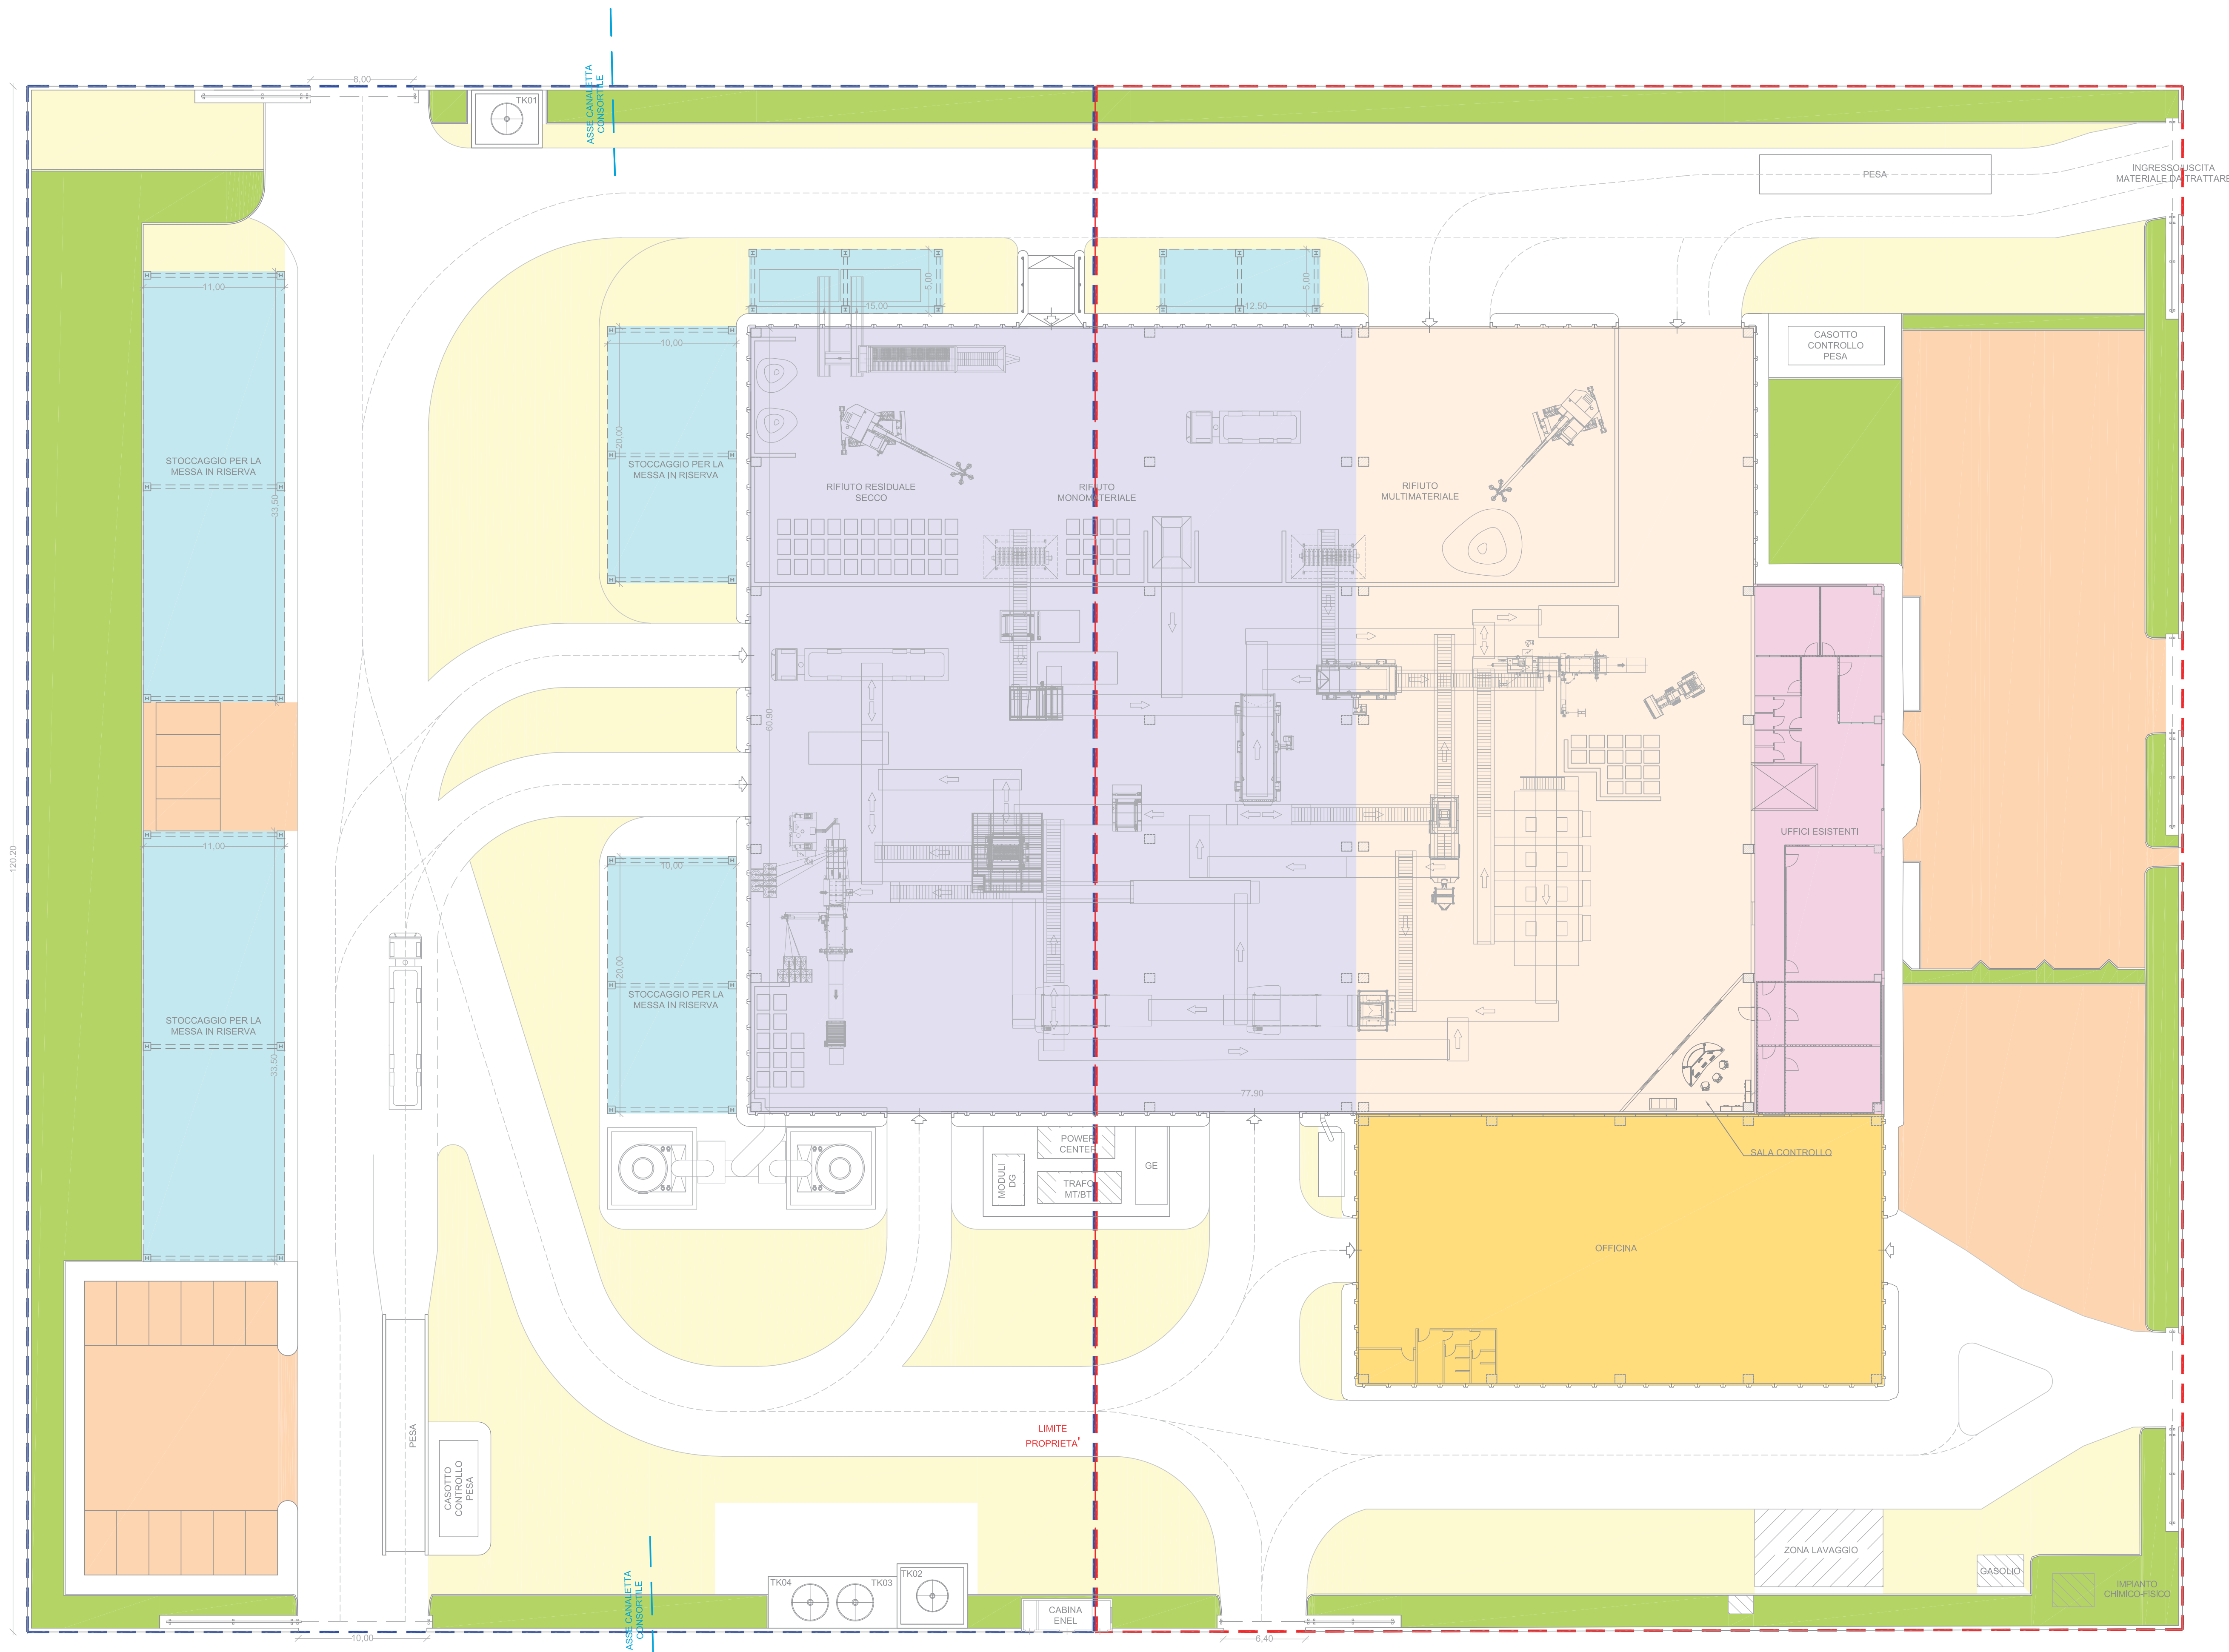 8,00
ASSE CANALETTA
CONSORTILE
TK01
PESA
INGRESSO/USCITA
MATERIALE DA TRATTARE
11,00
15,00
5,00
12,50
5,00
10,00
CASOTTO
CONTROLLO
PESA
20,00
STOCCAGGIO PER LA
MESSA IN RISERVA
33,50
STOCCAGGIO PER LA
MESSA IN RISERVA
RIFIUTO RESIDUALE
SECCO
RIFIUTO
MONOMATERIALE
RIFIUTO
MULTIMATERIALE
60,90
UFFICI ESISTENTI
120,20
11,00
10,00
20,00
STOCCAGGIO PER LA
MESSA IN RISERVA
STOCCAGGIO PER LA
MESSA IN RISERVA
33,50
77,90
POWER
CENTER
MODULI
DG
TRAFO
MT/BT
GE
SALA CONTROLLO
OFFICINA
LIMITE
PROPRIETA'
PESA
CASOTTO
CONTROLLO
PESA
ZONA LAVAGGIO
GASOLIO
IMPIANTO
CHIMICO-FISICO
ASSE CANALETTA
CONSORTILE
TK04
TK03
TK02
CABINA
ENEL
10,00
6,40